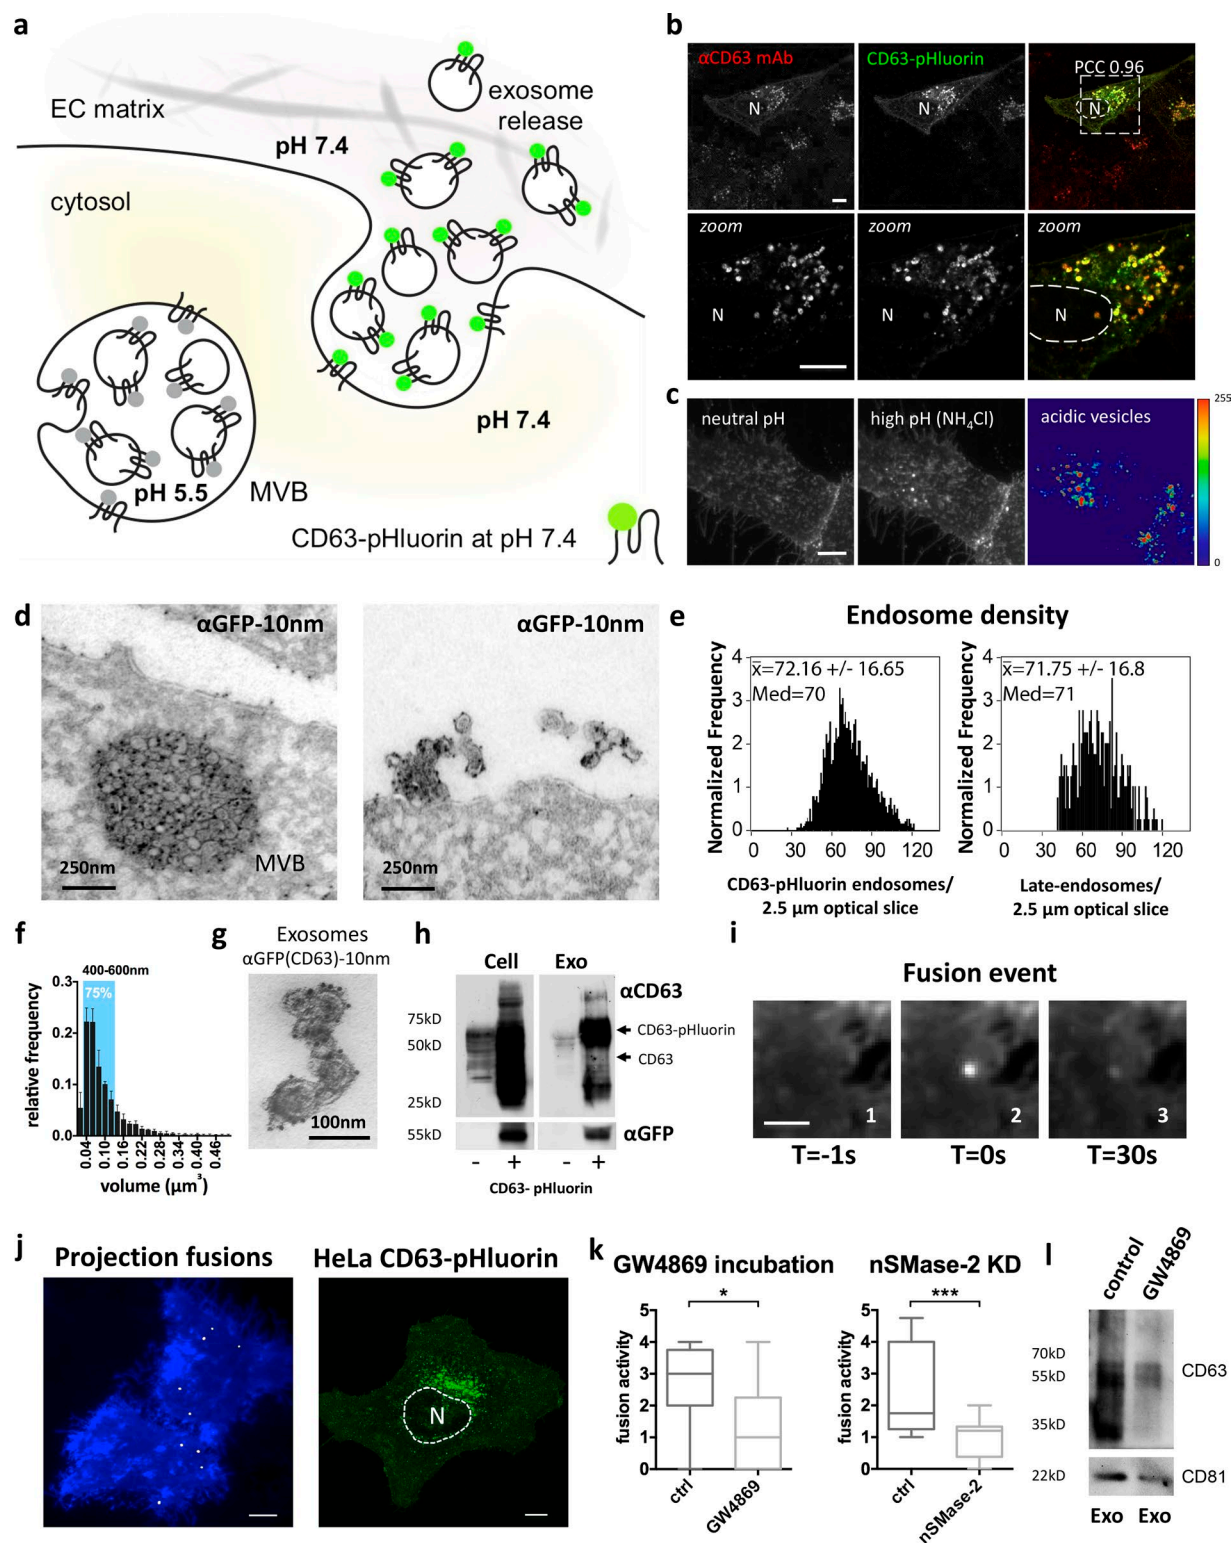 a
EC matrix
exosome
release
pH 7.4
cytosol
pH 7.4
pH 5.5
MVB
CD63-pHluorin at pH 7.4
b
αCD63 mAb
CD63-pHluorin
PCC 0.96
N
N
N
zoom
zoom
zoom
N
N
N
c
neutral pH
high pH (NH4Cl)
acidic vesicles
255
0
d
αGFP-10nm
αGFP-10nm
MVB
250nm
250nm
e
Endosome density
Normalized Frequency
4
3
2
1
0
x̄=72.16 +/- 16.65
Med=70
0 30 60 90 120
CD63-pHluorin endosomes/
2.5 µm optical slice
Normalized Frequency
4
3
2
1
0
x̄=71.75 +/- 16.8
Med=71
0 30 60 90 120
Late-endosomes/
2.5 µm optical slice
f
400-600nm
75%
relative frequency
0.3
0.2
0.1
0.0
0.04 0.10 0.16 0.22 0.28 0.34 0.40 0.46
volume (µm³)
g
Exosomes
αGFP(CD63)-10nm
100nm
h
Cell Exo
αCD63
75kD
50kD
25kD
55kD
CD63-pHluorin
CD63
αGFP
- + - +
CD63- pHluorin
i
Fusion event
1
2
3
T=-1s
T=0s
T=30s
j
Projection fusions
HeLa CD63-pHluorin
N
k
GW4869 incubation
*
fusion activity
5
4
3
2
1
0
ctrl
GW4869
nSMase-2 KD
***
fusion activity
5
4
3
2
1
0
ctrl
nSMase-2
l
control
GW4869
70kD
55kD
35kD
22kD
CD63
CD81
Exo Exo